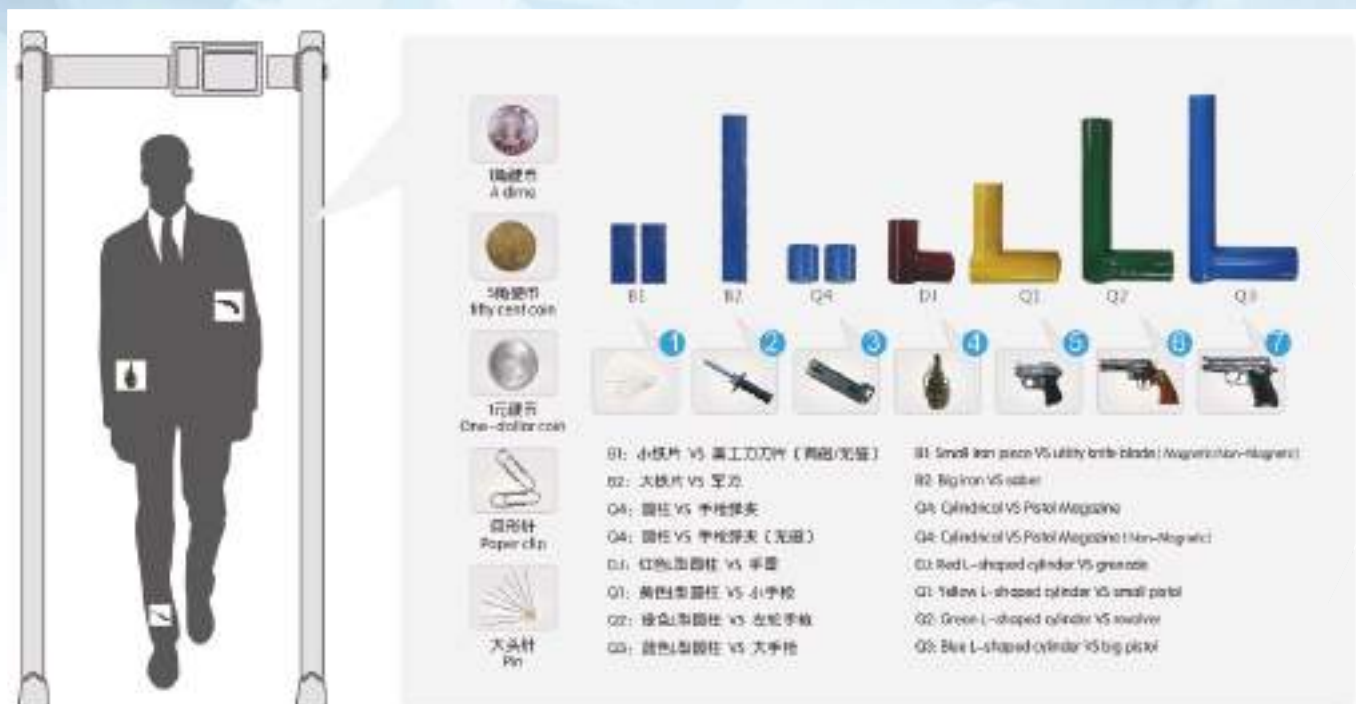 1角硬币
A dime
5角硬币
fifty cent coin
1元硬币
One-dollar coin
回形针
Paper clip
大头针
Pin
B1
B2
Q4
D1
Q1
Q2
Q3
1
2
3
4
5
6
7
B1: 小铁片 VS 美工刀刀片 (有磁/无磁)
B2: 大铁片 VS 军刀
Q4: 圆柱 VS 手枪弹夹
Q4: 圆柱 VS 手枪弹夹 (无磁)
D1: 红色L型圆柱 VS 手雷
Q1: 黄色L型圆柱 VS 小手枪
Q2: 绿色L型圆柱 VS 左轮手枪
Q3: 蓝色L型圆柱 VS 大手枪
B1: Small iron piece VS utility knife blade (Magnetic/Non-Magnetic)
B2: Big iron VS saber
Q4: Cylindrical VS Pistol Magazine
Q4: Cylindrical VS Pistol Magazine (Non-Magnetic)
D1: Red L-shaped cylinder VS grenade
Q1: Yellow L-shaped cylinder VS small pistol
Q2: Green L-shaped cylinder VS revolver
Q3: Blue L-shaped cylinder VS big pistol